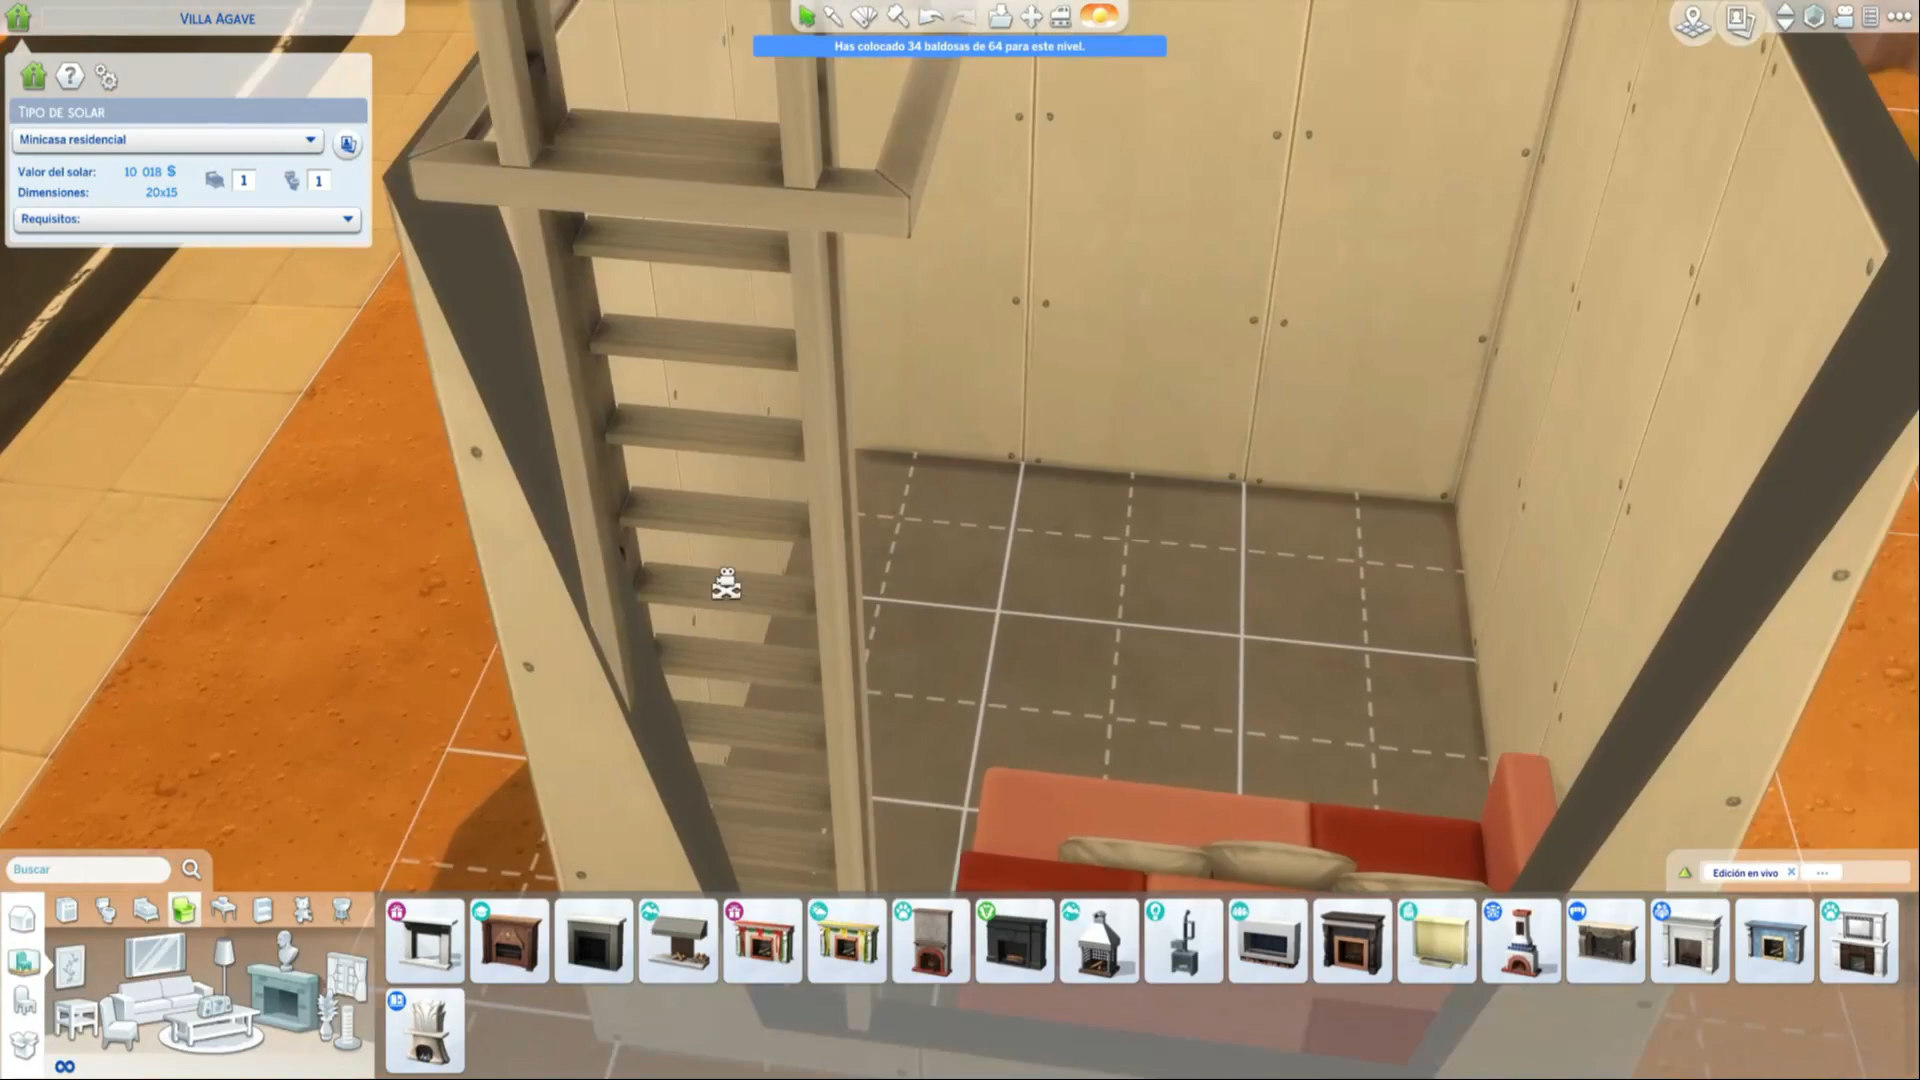 VILLA AGAVE
Has colocado 34 baldosas de 64 para este nivel.
?
TIPO DE SOLAR
Minicasa residencial
Valor del solar: 10 018 $ 1 1
Dimensiones: 20x15
Requisitos:
Buscar
Edición en vivo